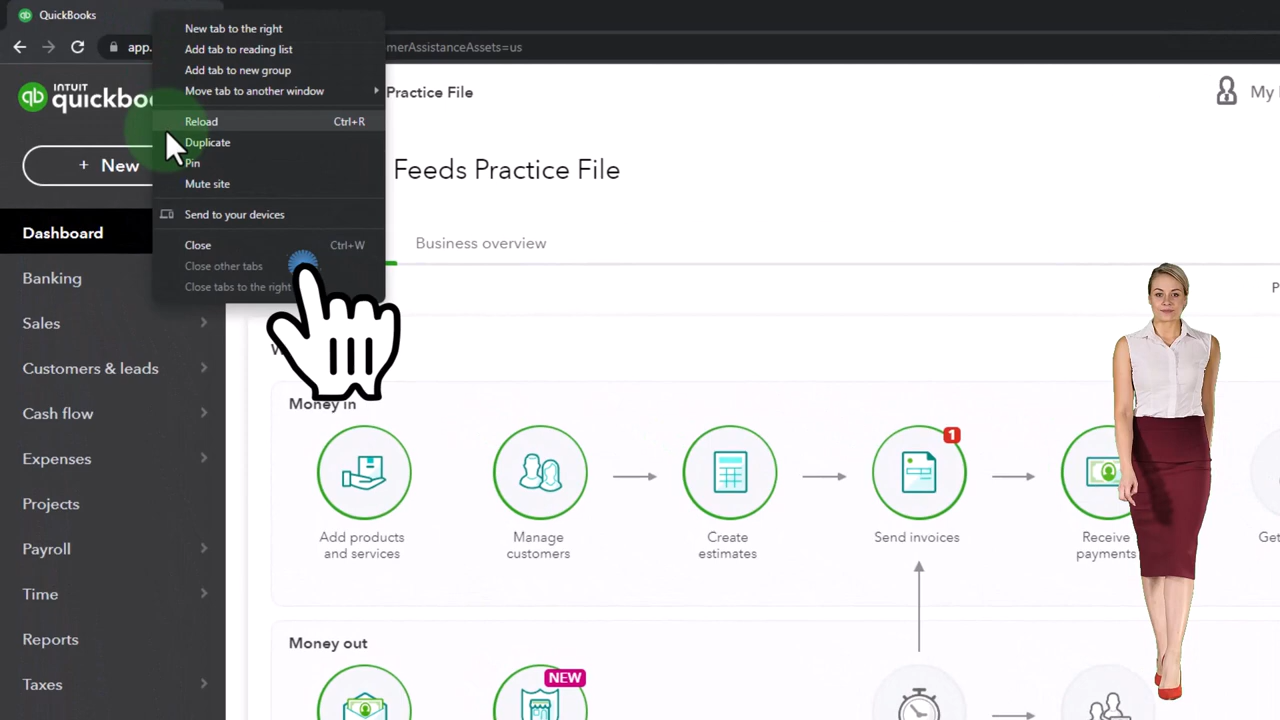 QuickBooks
New tab to the right
Add tab to reading list
Add tab to new group
Move tab to another window
Reload Ctrl+R
Duplicate
Pin
Mute site
Send to your devices
Close Ctrl+W
Close other tabs
Close tabs to the right
app.
merAssistanceAssets=us
qb INTUIT quickboo
Practice File
My
+ New
Feeds Practice File
Business overview
Dashboard
Banking
Sales
Customers & leads
Cash flow
Expenses
Projects
Payroll
Time
Reports
Taxes
Money in
1
Add products and services
Manage customers
Create estimates
Send invoices
Receive payments
Get
Money out
NEW